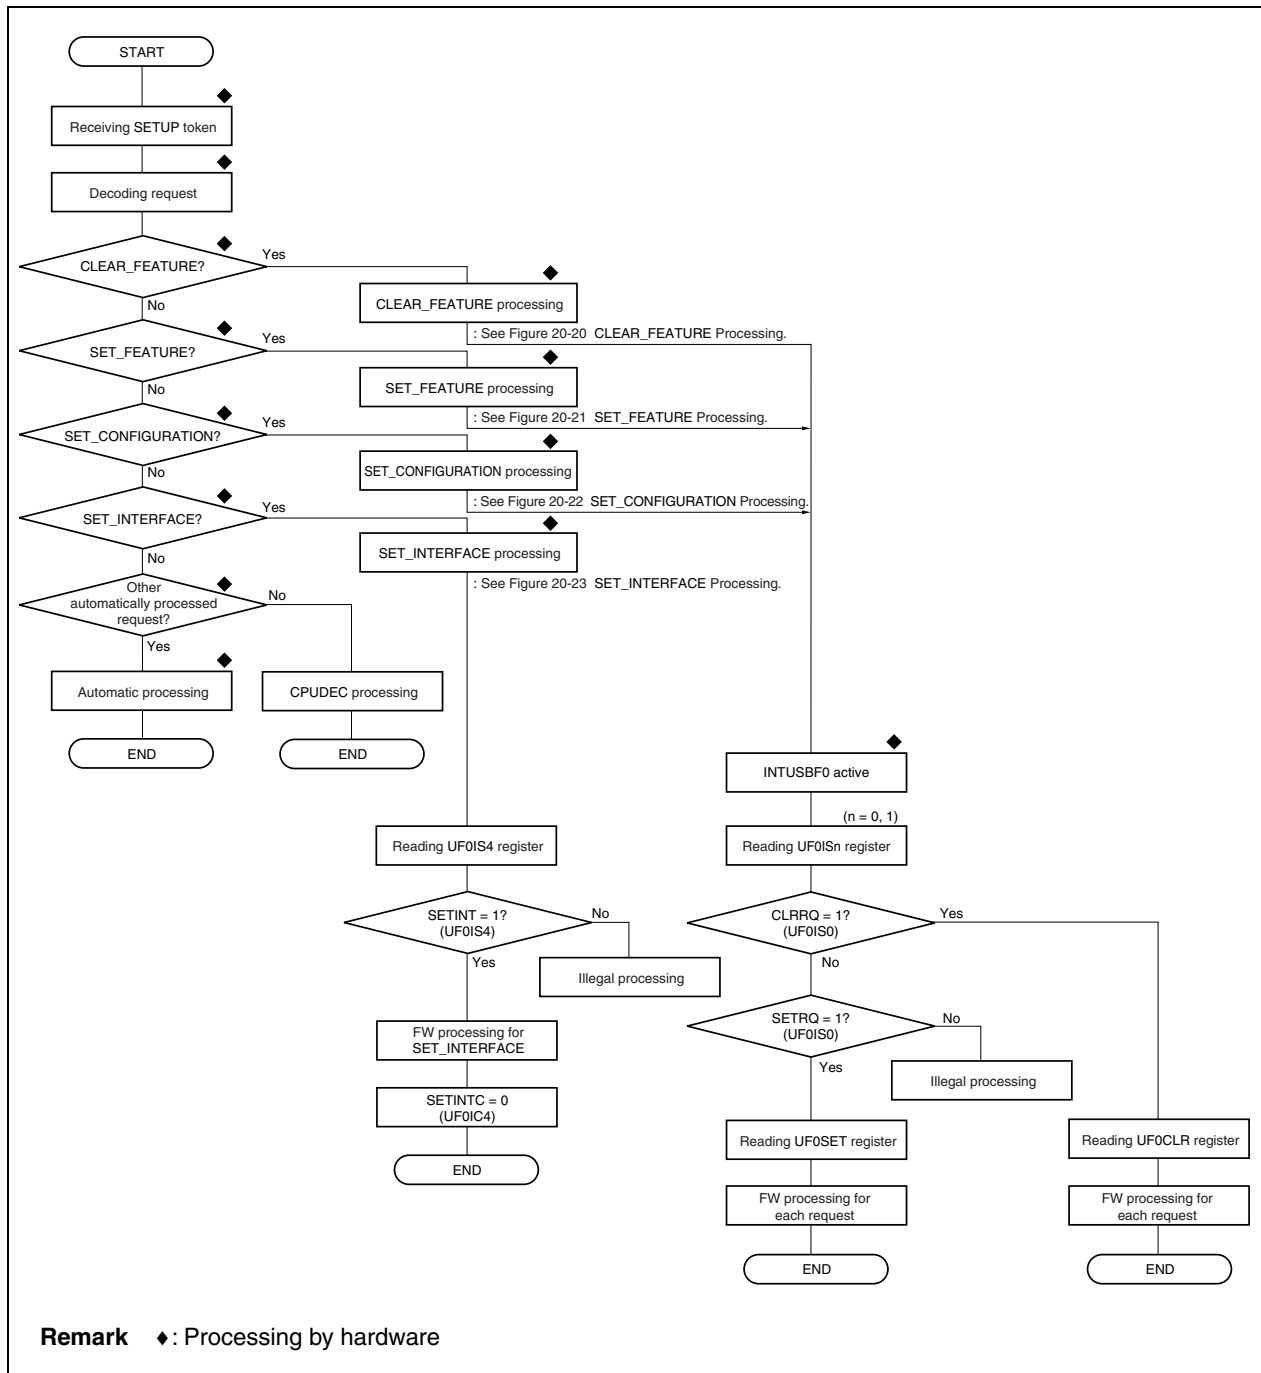 START
Receiving SETUP token
Decoding request
CLEAR_FEATURE?
Yes
No
CLEAR_FEATURE processing
: See Figure 20-20 CLEAR_FEATURE Processing.
SET_FEATURE?
Yes
No
SET_FEATURE processing
: See Figure 20-21 SET_FEATURE Processing.
SET_CONFIGURATION?
Yes
No
SET_CONFIGURATION processing
: See Figure 20-22 SET_CONFIGURATION Processing.
SET_INTERFACE?
Yes
No
SET_INTERFACE processing
: See Figure 20-23 SET_INTERFACE Processing.
Other
automatically processed
request?
No
Yes
Automatic processing
CPUDEC processing
END
END
INTUSBF0 active
(n = 0, 1)
Reading UF0IS4 register
Reading UF0ISn register
SETINT = 1?
(UF0IS4)
No
Yes
Illegal processing
CLRRQ = 1?
(UF0IS0)
Yes
No
FW processing for
SET_INTERFACE
SETRQ = 1?
(UF0IS0)
No
Yes
Illegal processing
SETINTC = 0
(UF0IC4)
END
Reading UF0SET register
Reading UF0CLR register
FW processing for
each request
FW processing for
each request
END
END
Remark ♦: Processing by hardware